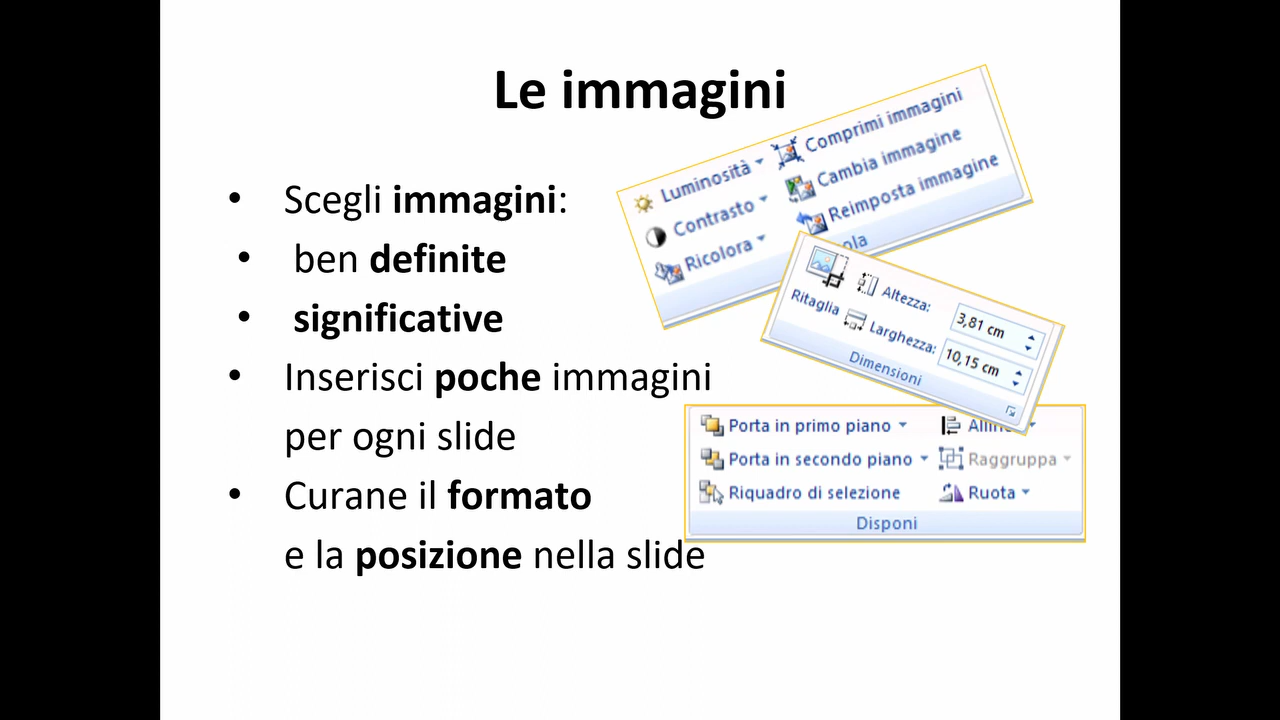 Le immagini
• Scegli immagini:
• ben definite
• significative
• Inserisci poche immagini
per ogni slide
• Curane il formato
e la posizione nella slide
Luminosità
Contrasto
Ricolora
Comprimi immagini
Cambia immagine
Reimposta immagine
Ritaglia
Altezza: 3,81 cm
Larghezza: 10,15 cm
Dimensioni
Porta in primo piano
Porta in secondo piano Raggruppa
Riquadro di selezione Ruota
Disponi